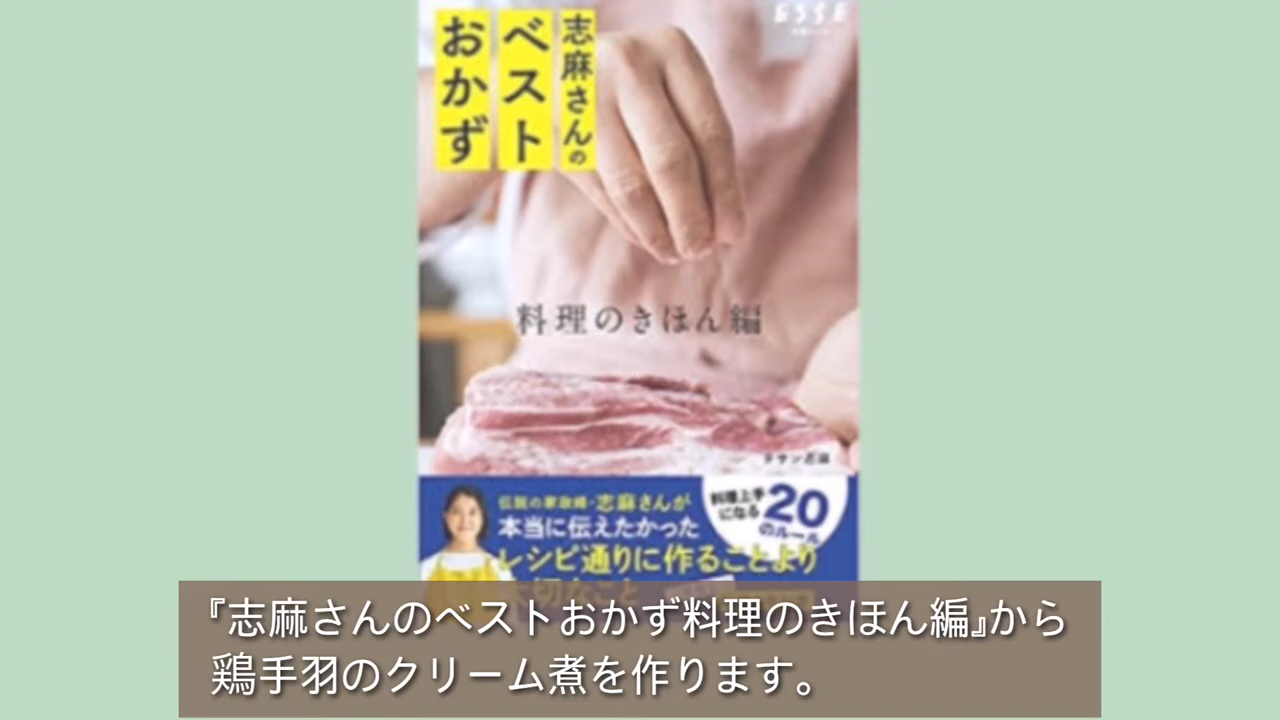 ESSE
志麻さんの
ベスト
おかず
料理のきほん編
伝説の家政婦・志麻さんが
本当に伝えたかった
レシピ通りに作ることより
大切なこと
料理上手
になる
20
のルール
『志麻さんのベストおかず料理のきほん編』から
鶏手羽のクリーム煮を作ります。